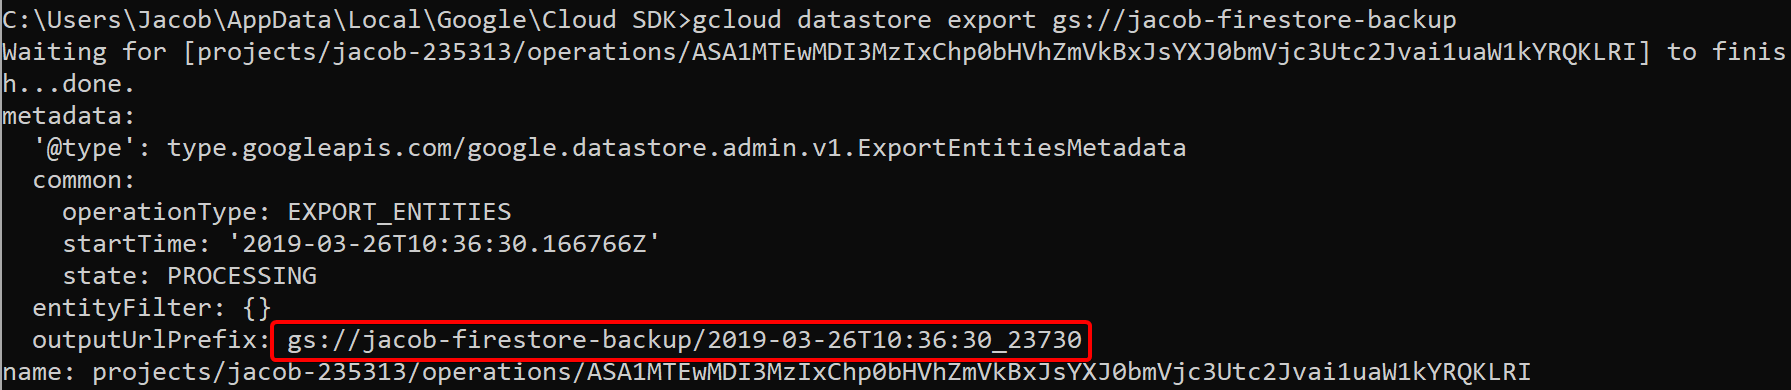 C:\Users\Jacob\AppData\Local\Google\Cloud SDK>gcloud datastore export gs://jacob-firestore-backup
Waiting for [projects/jacob-235313/operations/ASA1MTEwMDI3MzIxChp0bHVhZmVkBxJsYXJ0bmVjc3Utc2Jvai1uaW1kYRQKLRI] to finis
h...done.
metadata:
  '@type': type.googleapis.com/google.datastore.admin.v1.ExportEntitiesMetadata
  common:
    operationType: EXPORT_ENTITIES
    startTime: '2019-03-26T10:36:30.166766Z'
    state: PROCESSING
  entityFilter: {}
  outputUrlPrefix: gs://jacob-firestore-backup/2019-03-26T10:36:30_23730
name: projects/jacob-235313/operations/ASA1MTEwMDI3MzIxChp0bHVhZmVkBxJsYXJ0bmVjc3Utc2Jvai1uaW1kYRQKLRI